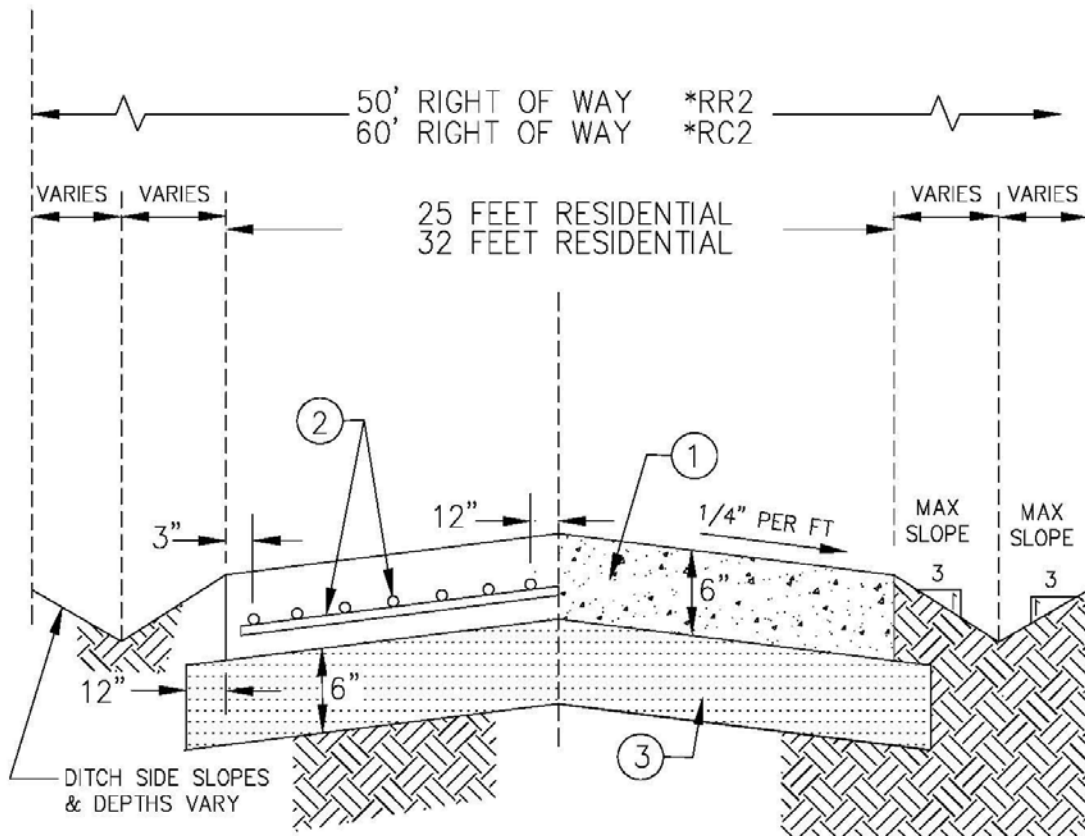 50' RIGHT OF WAY *RR2
60' RIGHT OF WAY *RC2
VARIES VARIES
VARIES VARIES
25 FEET RESIDENTIAL
32 FEET RESIDENTIAL
2
1
3"
12"
1/4" PER FT
MAX
SLOPE
MAX
SLOPE
3
3
6"
12"
6"
3
DITCH SIDE SLOPES
& DEPTHS VARY